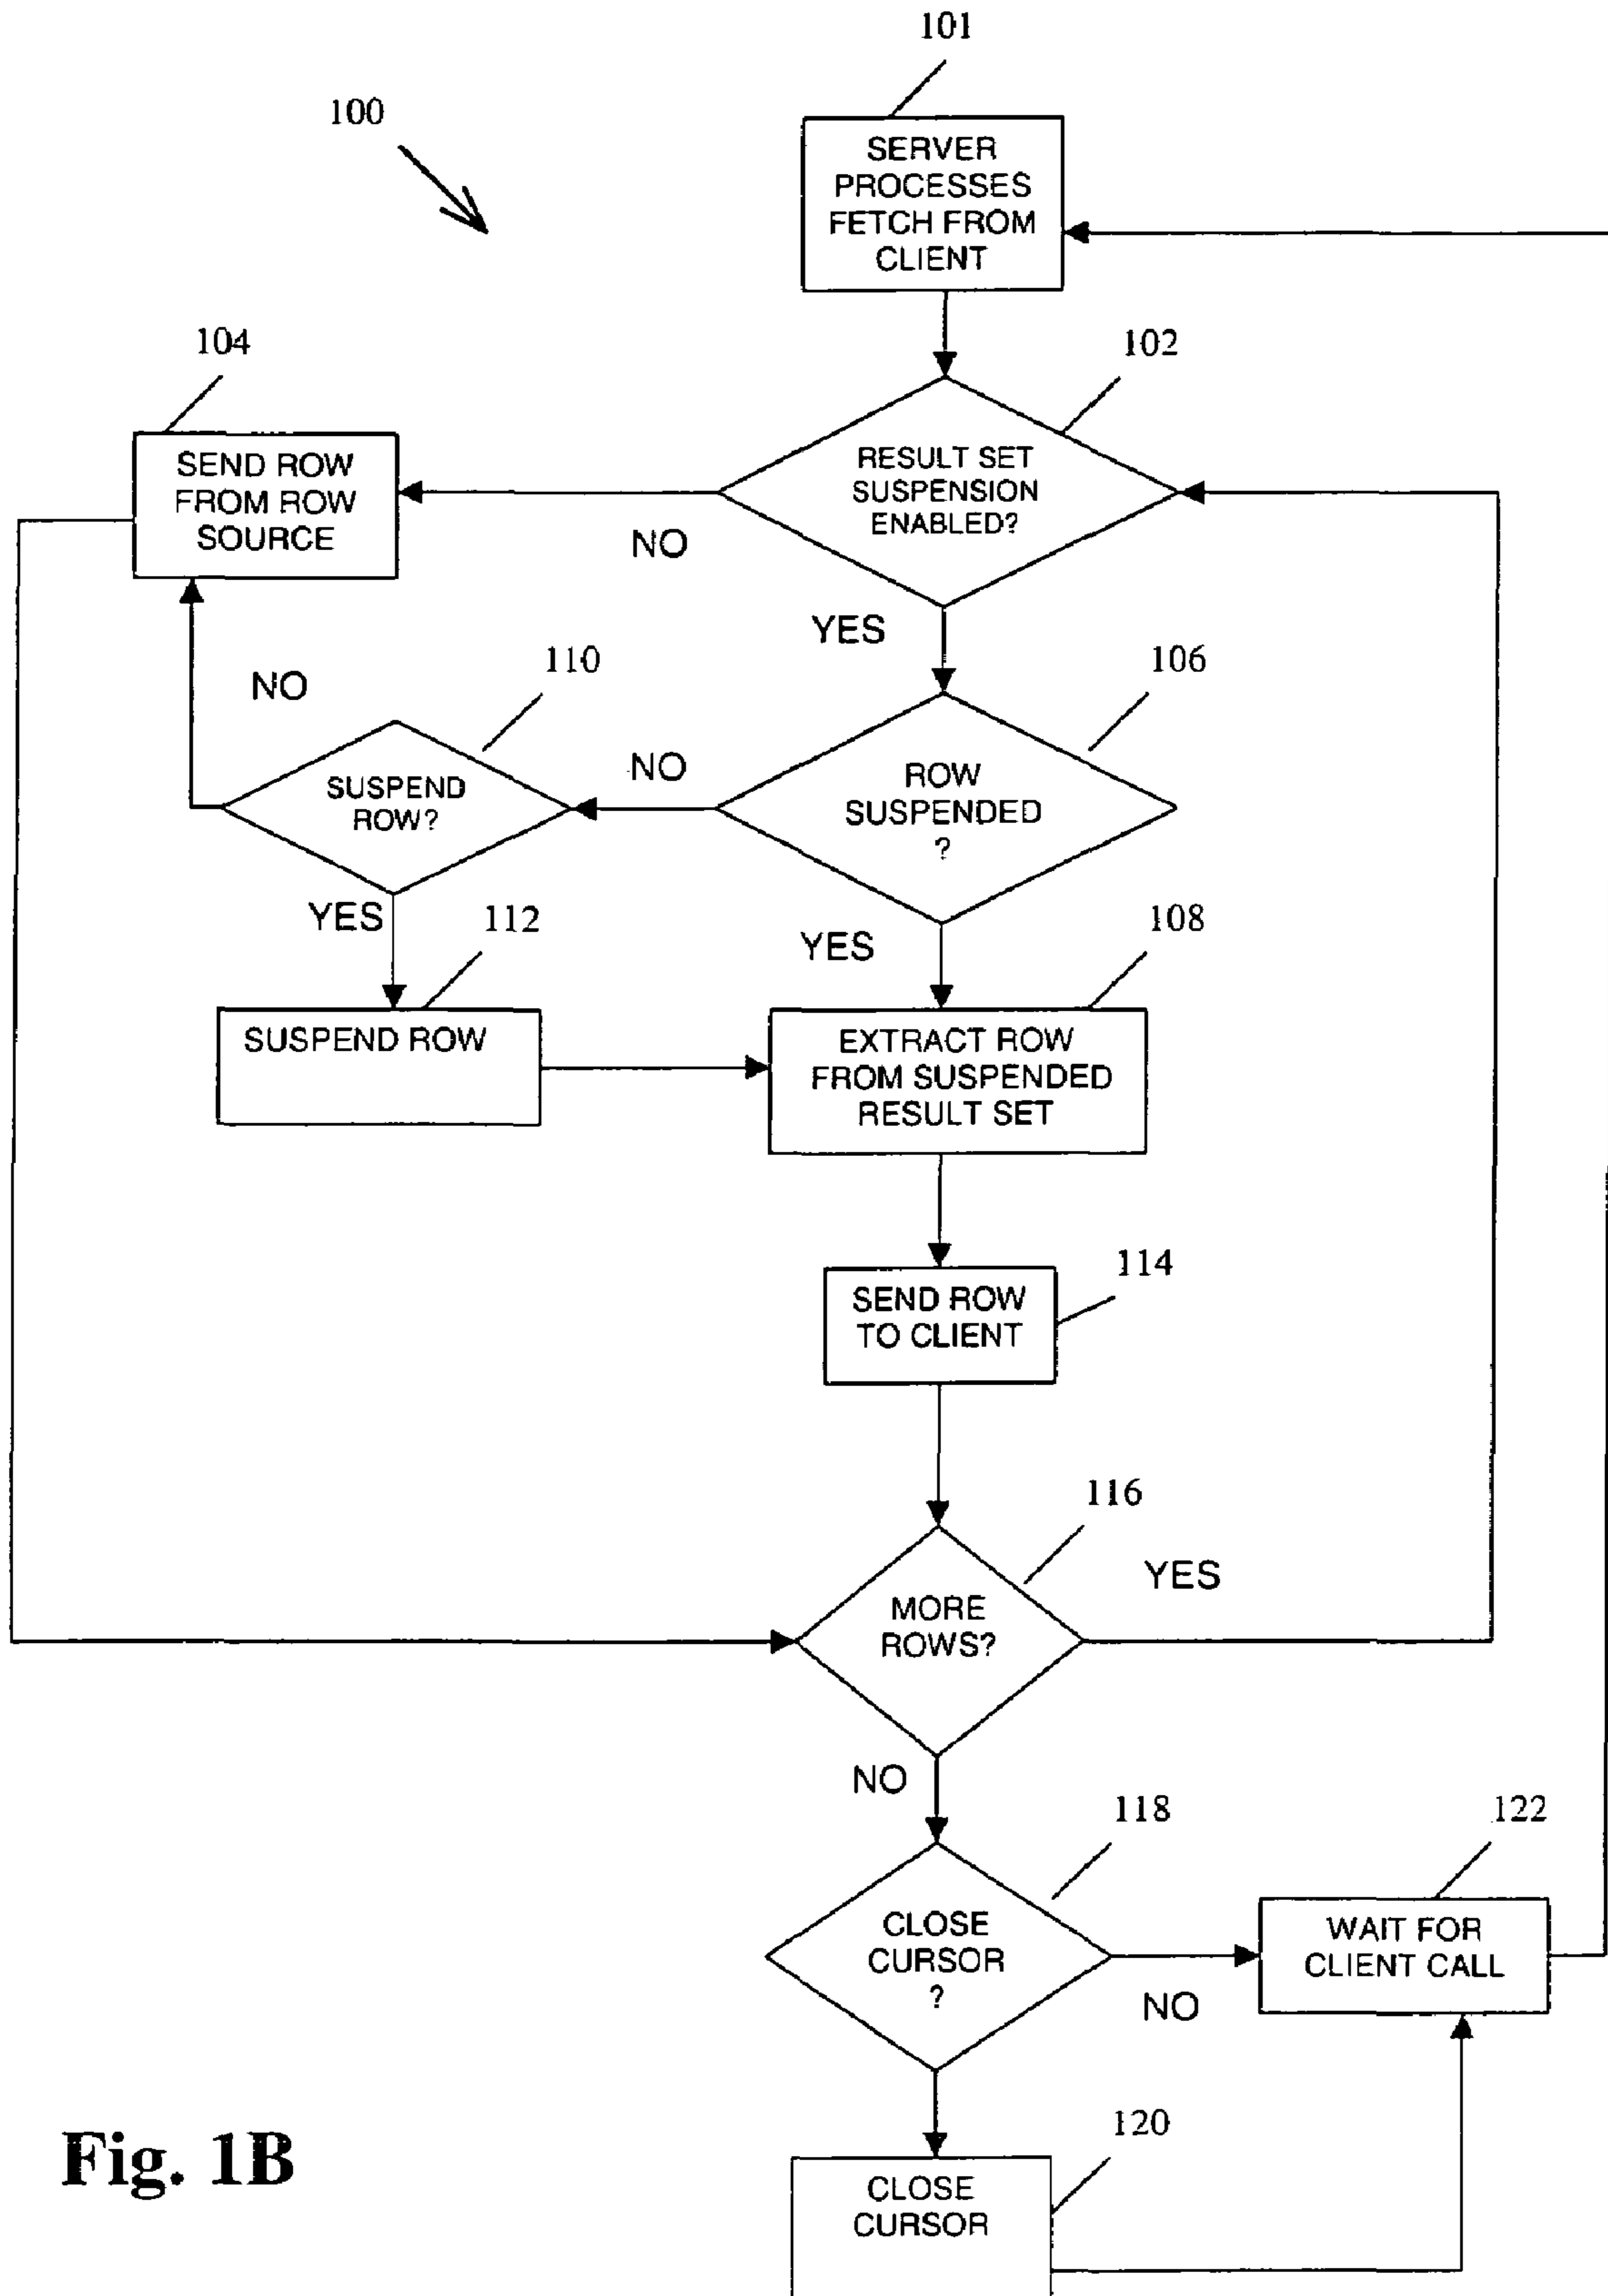 101
100
SERVER
PROCESSES
FETCH FROM
CLIENT
104
102
SEND ROW
FROM ROW
SOURCE
RESULT SET
SUSPENSION
ENABLED?
NO
YES
110
106
NO
NO
SUSPEND
ROW?
ROW
SUSPENDED
?
YES
112
YES
108
SUSPEND ROW
EXTRACT ROW
FROM SUSPENDED
RESULT SET
114
SEND ROW
TO CLIENT
116
YES
MORE
ROWS?
NO
118
122
CLOSE
CURSOR
?
WAIT FOR
CLIENT CALL
NO
120
CLOSE
CURSOR
Fig. 1B